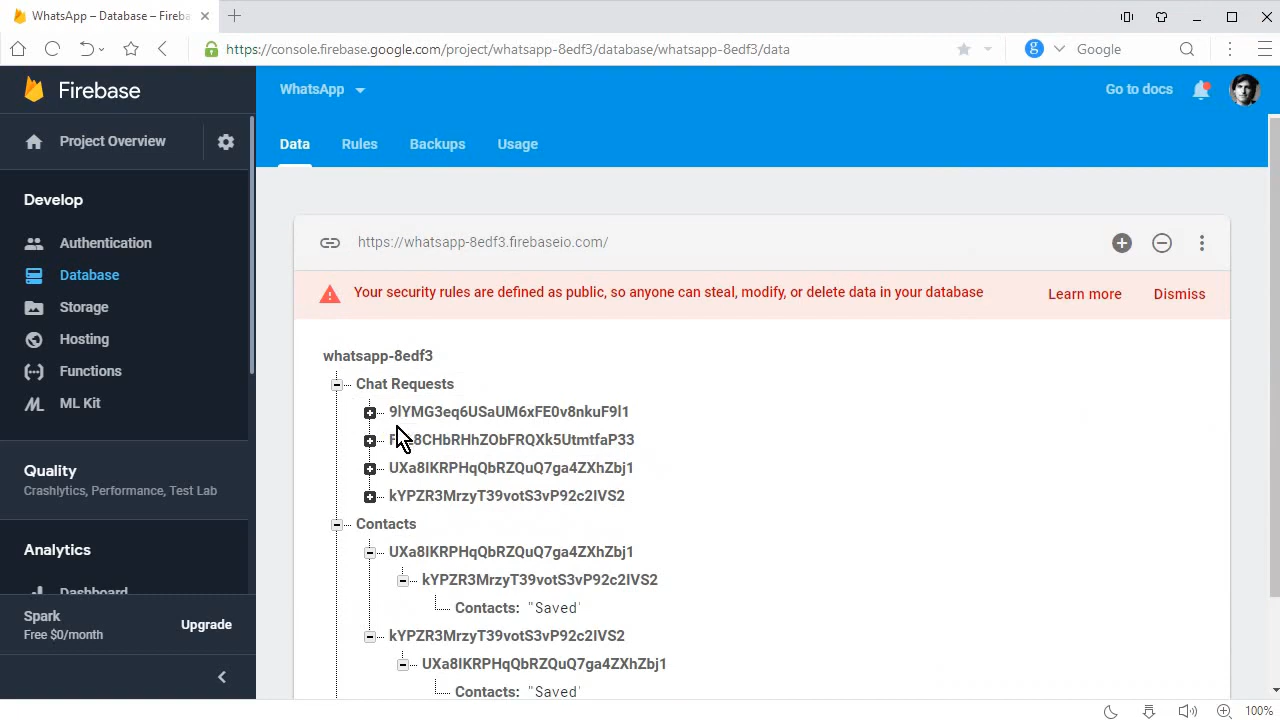 WhatsApp - Database – Fireba
https://console.firebase.google.com/project/whatsapp-8edf3/database/whatsapp-8edf3/data
Google
Firebase
WhatsApp
Go to docs
Project Overview
Data
Rules
Backups
Usage
Develop
Authentication
Database
Storage
Hosting
Functions
ML Kit
Quality
Crashlytics, Performance, Test Lab
Analytics
Dashboard
Spark
Free $0/month
Upgrade
https://whatsapp-8edf3.firebaseio.com/
Your security rules are defined as public, so anyone can steal, modify, or delete data in your database
Learn more
Dismiss
whatsapp-8edf3
Chat Requests
9lYMG3eq6USaUM6xFE0v8nkuF9l1
UXa8IKRPHqQbRZQuQ7ga4ZXhZbj1
kYPZR3MrzyT39votS3vP92c2IVS2
Contacts
UXa8IKRPHqQbRZQuQ7ga4ZXhZbj1
kYPZR3MrzyT39votS3vP92c2IVS2
Contacts: "Saved"
kYPZR3MrzyT39votS3vP92c2IVS2
UXa8IKRPHqQbRZQuQ7ga4ZXhZbj1
Contacts: "Saved"
100%